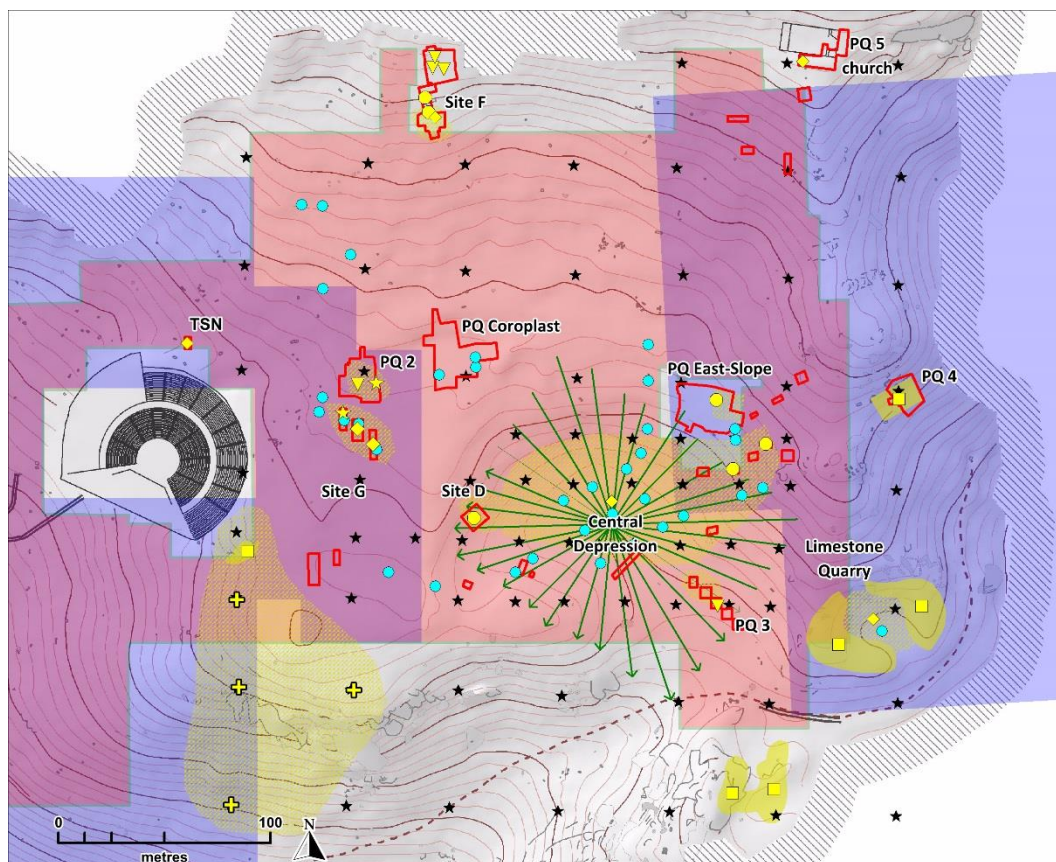 PQ 5
church
Site F
TSN
PQ Coroplast
PQ 2
PQ East-Slope
PQ 4
Site G
Site D
Central
Depression
Limestone
Quarry
PQ 3
0
100
metres
N